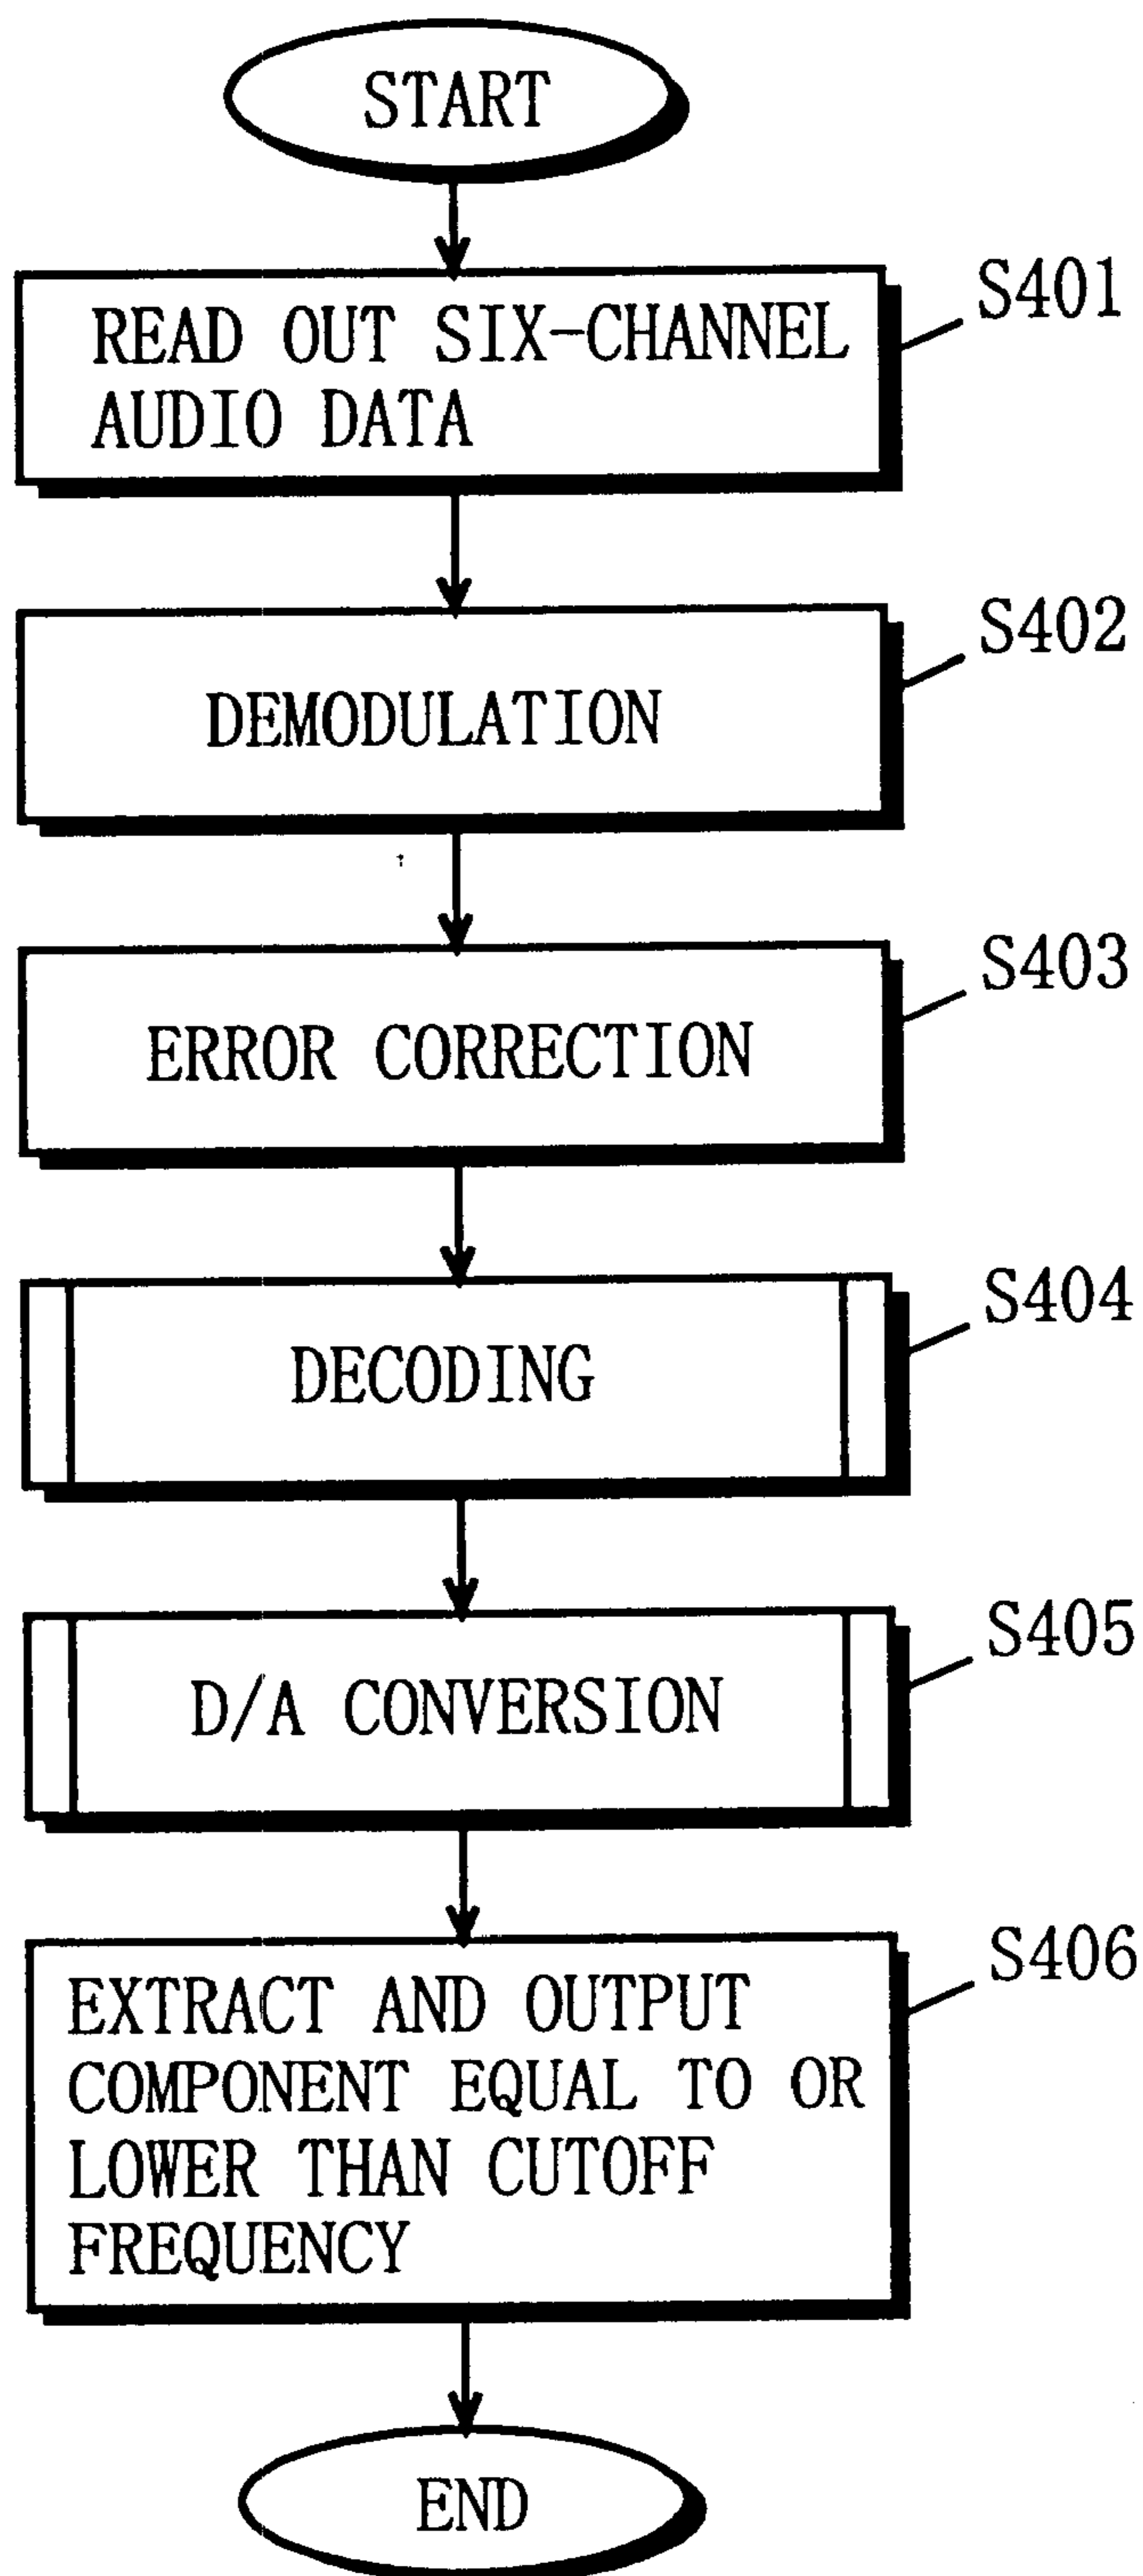 START
READ OUT SIX-CHANNEL
AUDIO DATA
S401
DEMODULATION
S402
ERROR CORRECTION
S403
DECODING
S404
D/A CONVERSION
S405
EXTRACT AND OUTPUT
COMPONENT EQUAL TO OR
LOWER THAN CUTOFF
FREQUENCY
S406
END